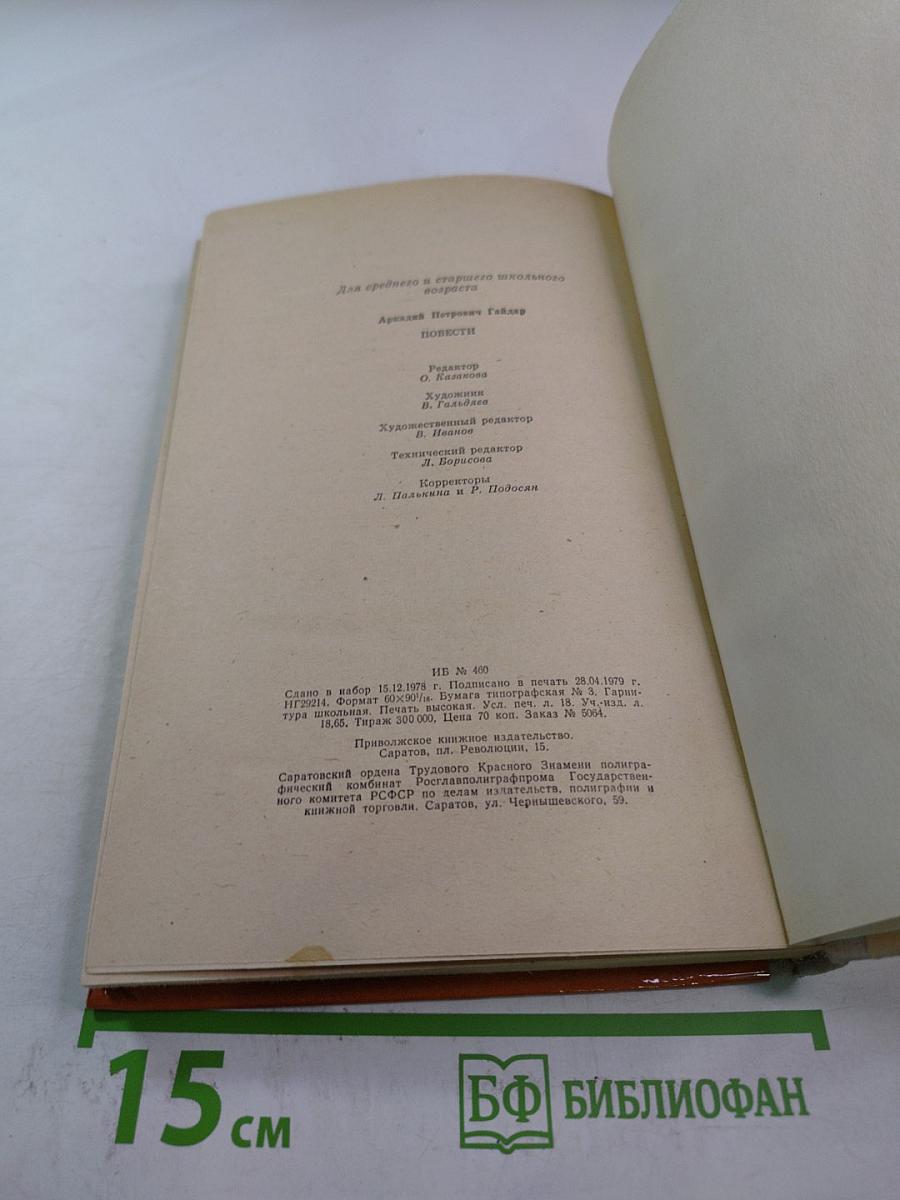 Для среднего и старшего школьного
возраста
Аркадий Петрович Гайдар
ПОВЕСТИ
Редактор
О. Казакова
Художник
В. Гальдяев
Художественный редактор
В. Иванов
Технический редактор
Л. Борисова
Корректоры
Л. Палькина и Р. Подосян
ИБ № 460
Сдано в набор 15.12.1978 г. Подписано в печать 28.04.1979 г.
НГ29214. Формат 60×90¹/₁₆. Бумага типографская № 3. Гарни-
тура школьная. Печать высокая. Усл. печ. л. 18. Уч.-изд. л.
18,65. Тираж 300 000, Цена 70 коп. Заказ № 5064.
Приволжское книжное издательство.
Саратов, пл. Революции, 15.
Саратовский ордена Трудового Красного Знамени полигра-
фический комбинат Росглавполиграфпрома Государствен-
ного комитета РСФСР по делам издательств, полиграфии и
книжной торговли. Саратов, ул. Чернышевского, 59.
15 см
БФ БИБЛИОФАН